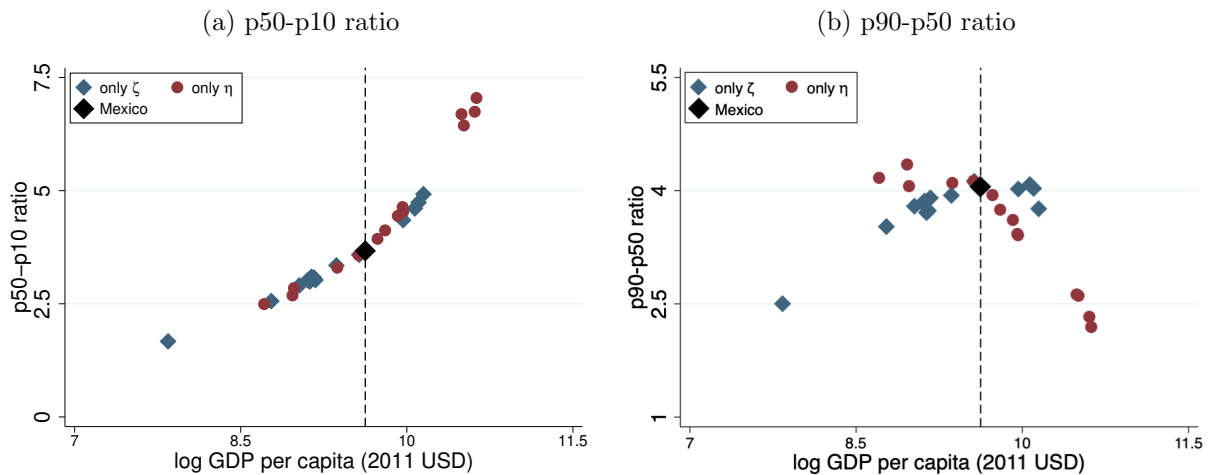 (a) p50-p10 ratio
7.5
only ζ only η
Mexico
5
p50−p10 ratio
2.5
0
7 8.5 10 11.5
log GDP per capita (2011 USD)
(b) p90-p50 ratio
5.5
only ζ only η
Mexico
4
p90-p50 ratio
2.5
1
7 8.5 10 11.5
log GDP per capita (2011 USD)